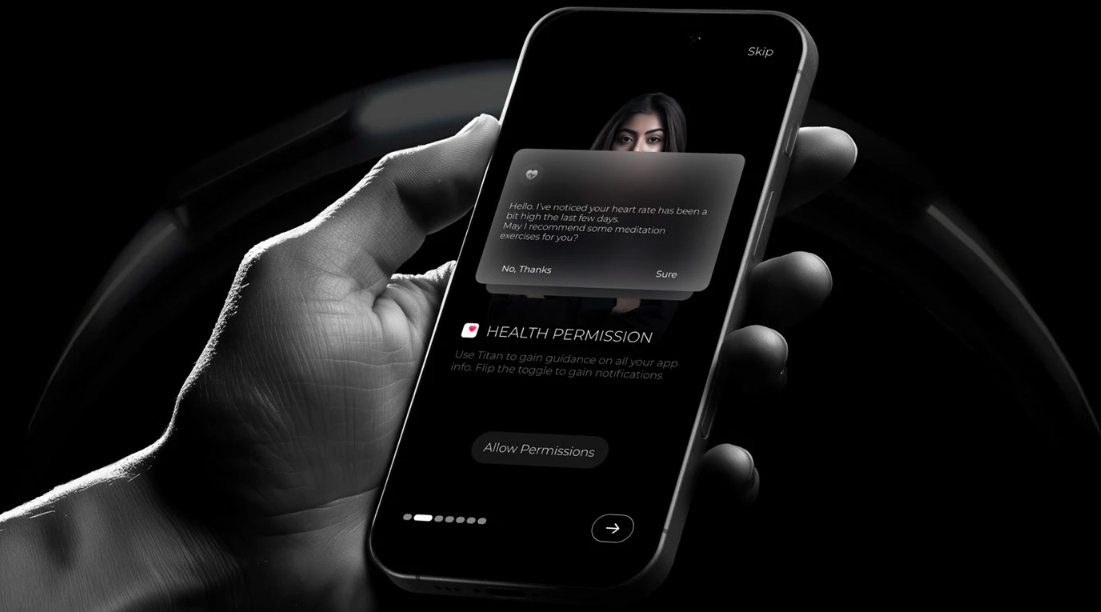 Skip
Hello. I've noticed your heart rate has been a
bit high the last few days.
May I recommend some meditation
exercises for you?
No, Thanks
Sure
HEALTH PERMISSION
Use Titan to gain guidance on all your app
info. Flip the toggle to gain notifications
Allow Permissions